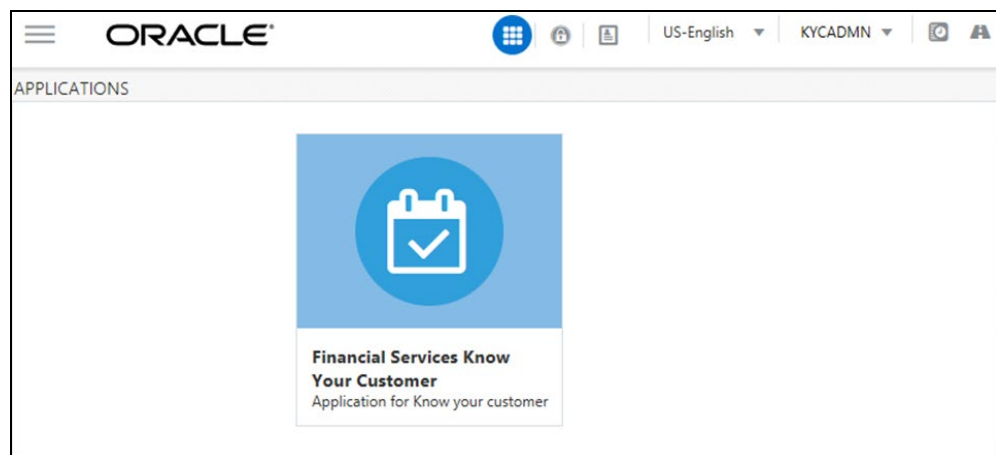 ORACLE
US-English
KYCADMN
APPLICATIONS
Financial Services Know
Your Customer
Application for Know your customer